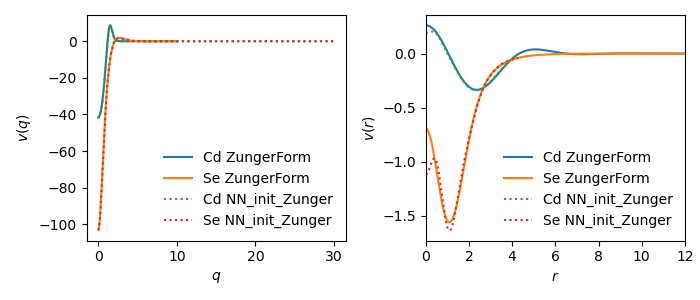 0
−20
−40
−60
−80
−100
v(q)
Cd ZungerForm
Se ZungerForm
Cd NN_init_Zunger
Se NN_init_Zunger
0 10 20 30
q
0.0
−0.5
−1.0
−1.5
v(r)
Cd ZungerForm
Se ZungerForm
Cd NN_init_Zunger
Se NN_init_Zunger
0 2 4 6 8 10 12
r